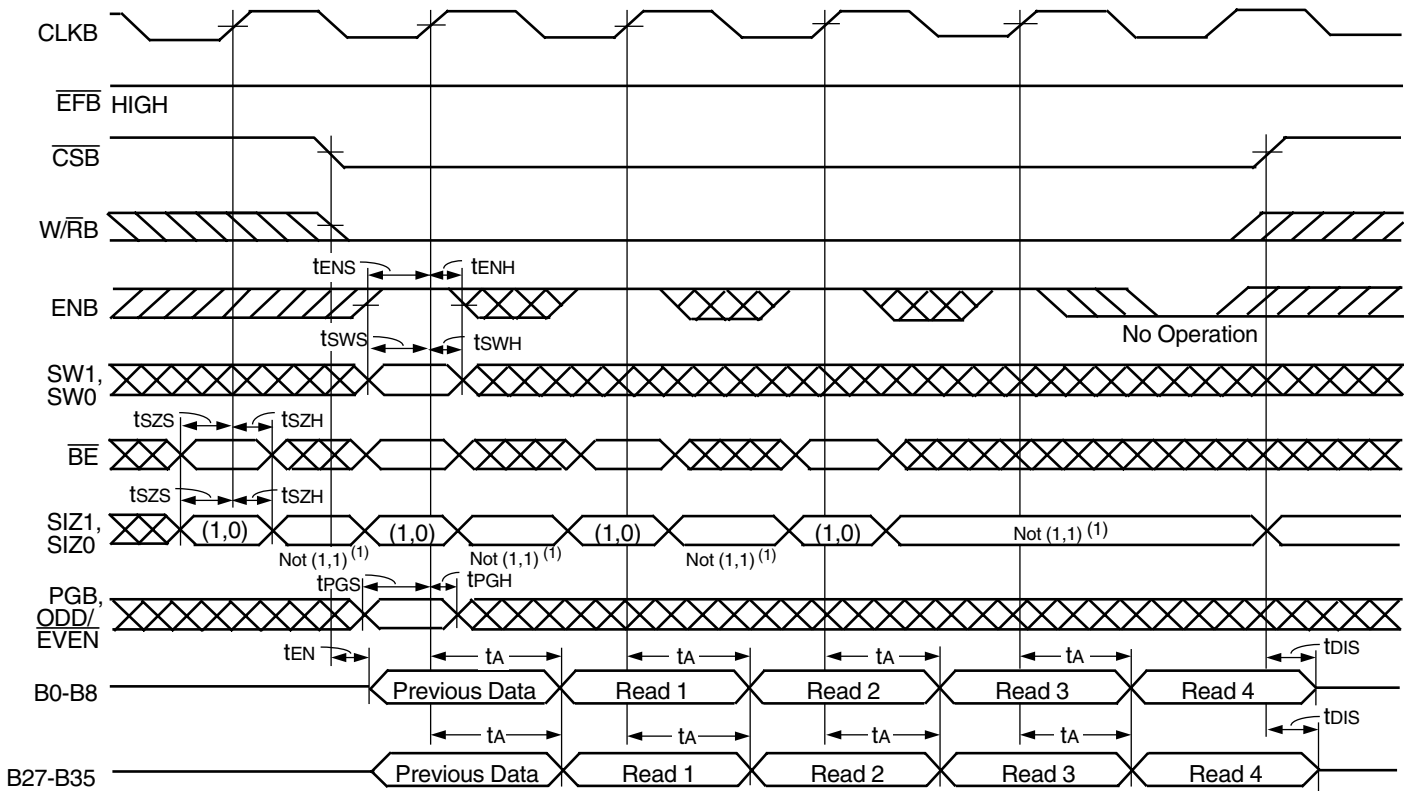 CLKB
EFB HIGH
CSB
W/RB
tENS tENH
ENB
No Operation
tSWS tSWH
SW1,
SW0
tSZS tSZH
BE
tSZS tSZH
SIZ1,
SIZ0
(1,0) (1,0) (1,0) (1,0) Not (1,1) (1)
Not (1,1) (1) Not (1,1) (1) Not (1,1) (1)
tPGS tPGH
PGB,
ODD/
EVEN
tEN tA tA tA tA tDIS
B0-B8 Previous Data Read 1 Read 2 Read 3 Read 4
tA tA tA tA tDIS
B27-B35 Previous Data Read 1 Read 2 Read 3 Read 4